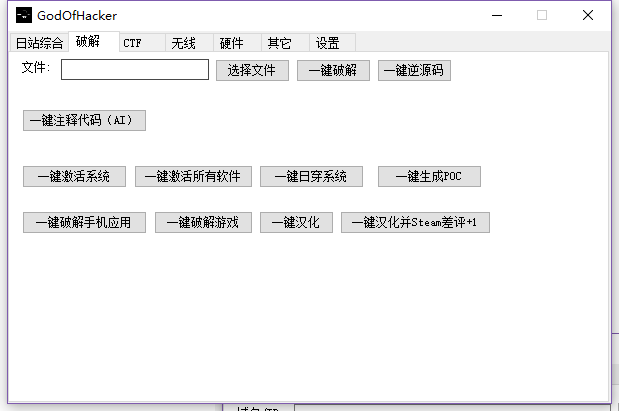 GodOfHacker
日站综合 破解 CTF 无线 硬件 其它 设置
文件: 选择文件 一键破解 一键逆源码
一键注释代码（AI）
一键激活系统 一键激活所有软件 一键日穿系统 一键生成POC
一键破解手机应用 一键破解游戏 一键汉化 一键汉化并Steam差评+1